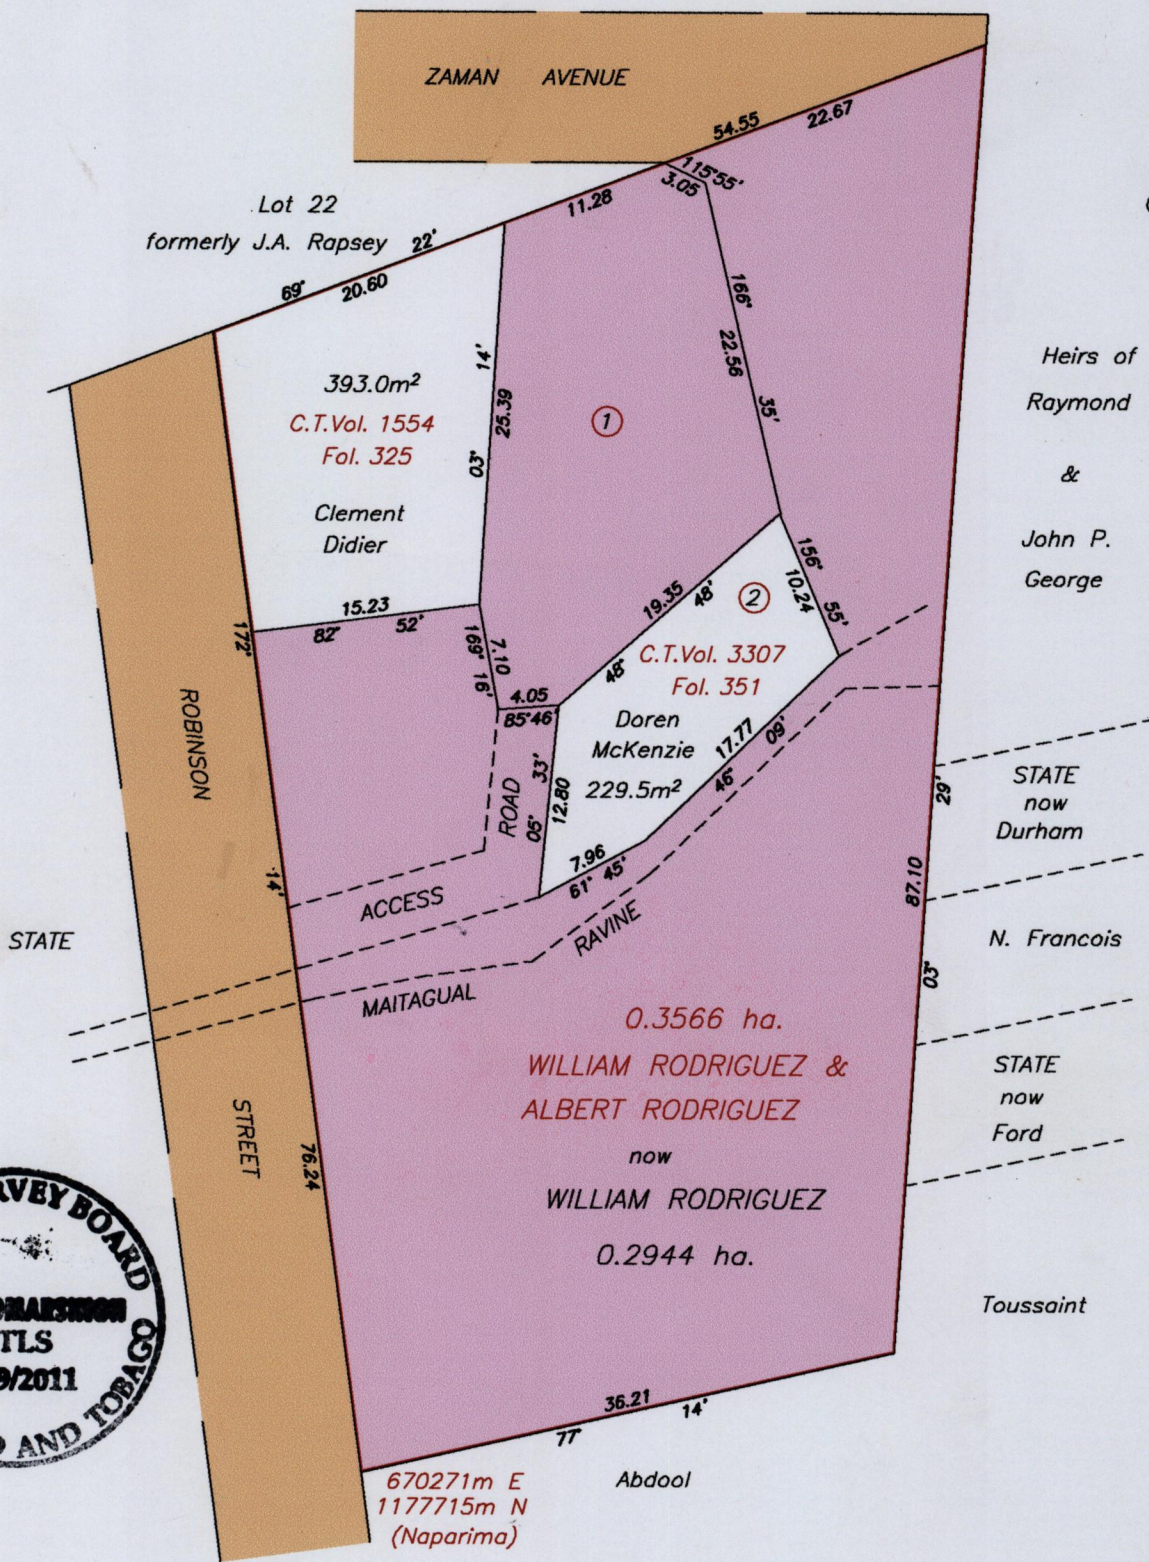 ZAMAN AVENUE
54.55
22.67
115°55'
3.05
11.28
Lot 22
formerly J.A. Rapsey
22'
69°
20.60
393.0m²
C.T.Vol. 1554
Fol. 325
Clement
Didier
14'
25.39
03°
1
166°
22.56
35'
Heirs of
Raymond
&
John P.
George
15.23
82° 52'
172°
169° 16'
7.10
4.05
85°46'
19.35
48° 48'
2
156°
10.24
55'
C.T.Vol. 3307
Fol. 351
Doren
McKenzie
229.5m²
17.77
46° 09'
ROBINSON
ROAD
05° 33'
12.80
7.96
61° 45'
STATE
now
Durham
29'
87.10
03°
14'
ACCESS
RAVINE
MAITAGUAL
STATE
N. Francois
0.3566 ha.
WILLIAM RODRIGUEZ &
ALBERT RODRIGUEZ
now
WILLIAM RODRIGUEZ
0.2944 ha.
STATE
now
Ford
STREET
76.24
RVEY BOARD
TLS
9/2011
AND TOBAGO
Toussaint
36.21
77° 14'
670271m E
1177715m N
(Naparima)
Abdool